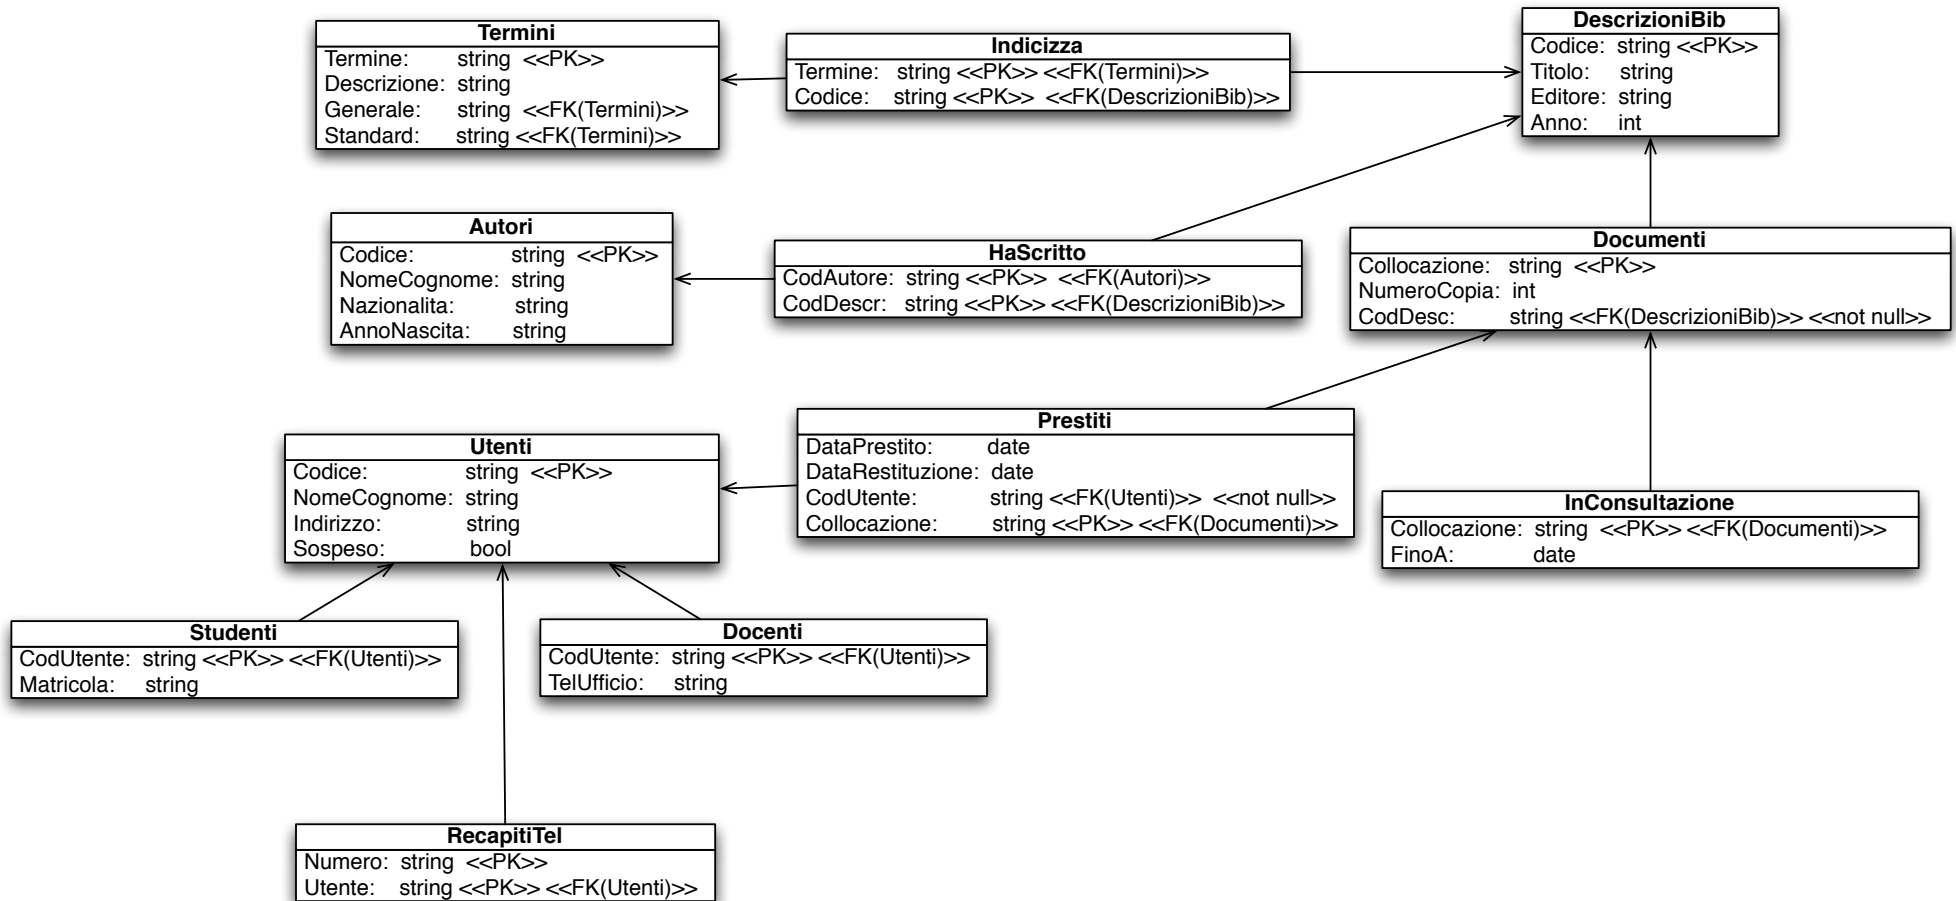 Termini
Termine: string <<PK>>
Descrizione: string
Generale: string <<FK(Termini)>>
Standard: string <<FK(Termini)>>
Indicizza
Termine: string <<PK>> <<FK(Termini)>>
Codice: string <<PK>> <<FK(DescrizioniBib)>>
DescrizioniBib
Codice: string <<PK>>
Titolo: string
Editore: string
Anno: int
Autori
Codice: string <<PK>>
NomeCognome: string
Nazionalita: string
AnnoNascita: string
HaScritto
CodAutore: string <<PK>> <<FK(Autori)>>
CodDescr: string <<PK>> <<FK(DescrizioniBib)>>
Documenti
Collocazione: string <<PK>>
NumeroCopia: int
CodDesc: string <<FK(DescrizioniBib)>> <<not null>>
Utenti
Codice: string <<PK>>
NomeCognome: string
Indirizzo: string
Sospeso: bool
Prestiti
DataPrestito: date
DataRestituzione: date
CodUtente: string <<FK(Utenti)>> <<not null>>
Collocazione: string <<PK>> <<FK(Documenti)>>
InConsultazione
Collocazione: string <<PK>> <<FK(Documenti)>>
FinoA: date
Studenti
CodUtente: string <<PK>> <<FK(Utenti)>>
Matricola: string
Docenti
CodUtente: string <<PK>> <<FK(Utenti)>>
TelUfficio: string
RecapitiTel
Numero: string <<PK>>
Utente: string <<PK>> <<FK(Utenti)>>